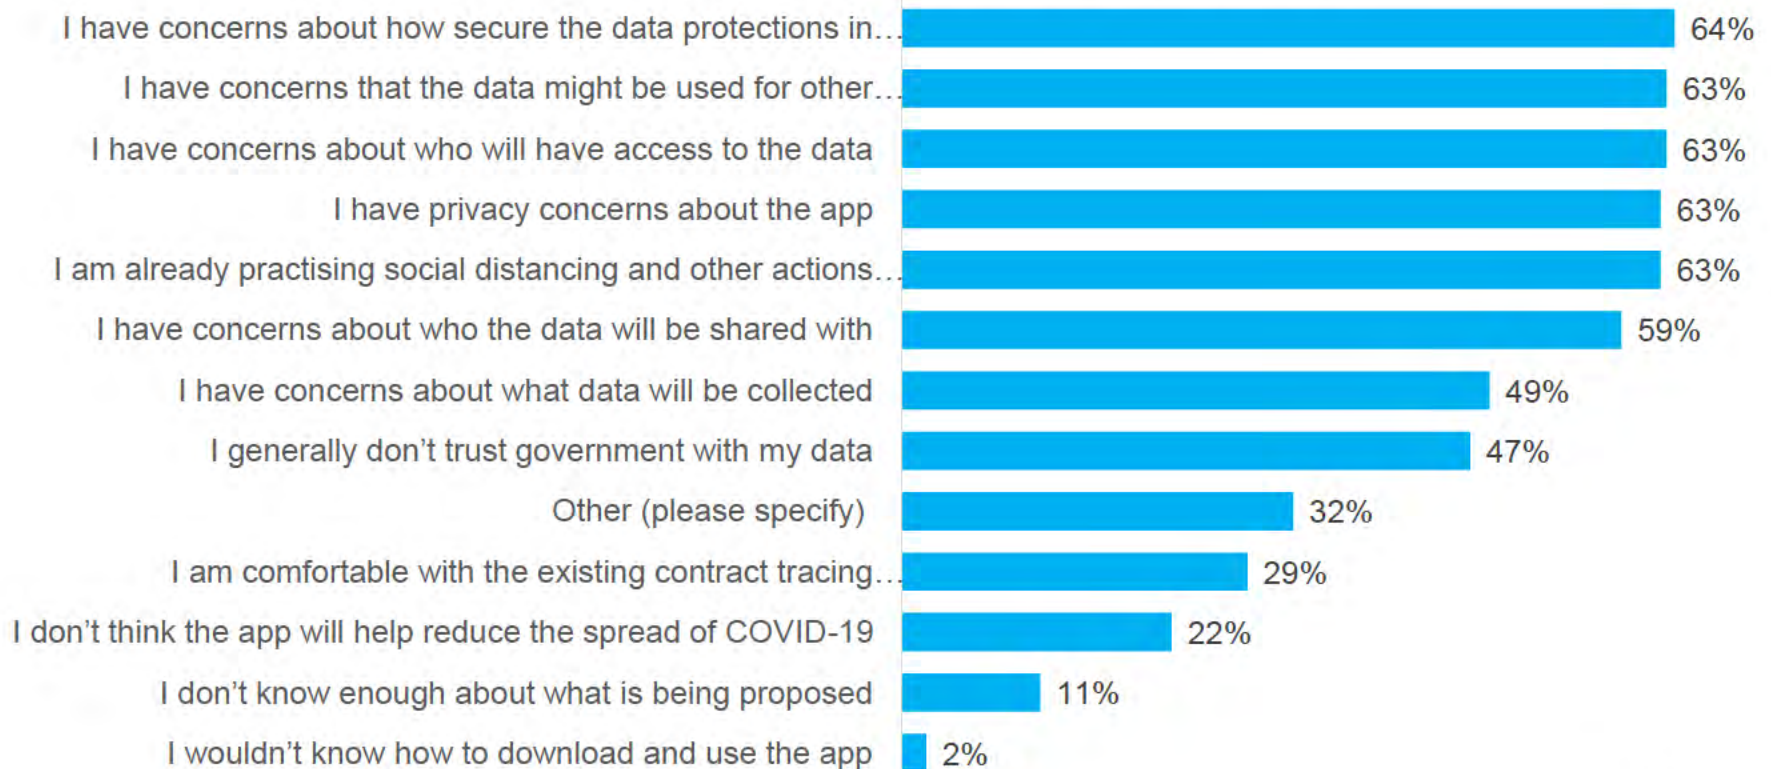 I have concerns about how secure the data protections in… 64%
I have concerns that the data might be used for other… 63%
I have concerns about who will have access to the data 63%
I have privacy concerns about the app 63%
I am already practising social distancing and other actions… 63%
I have concerns about who the data will be shared with 59%
I have concerns about what data will be collected 49%
I generally don’t trust government with my data 47%
Other (please specify) 32%
I am comfortable with the existing contract tracing… 29%
I don’t think the app will help reduce the spread of COVID-19 22%
I don’t know enough about what is being proposed 11%
I wouldn’t know how to download and use the app 2%